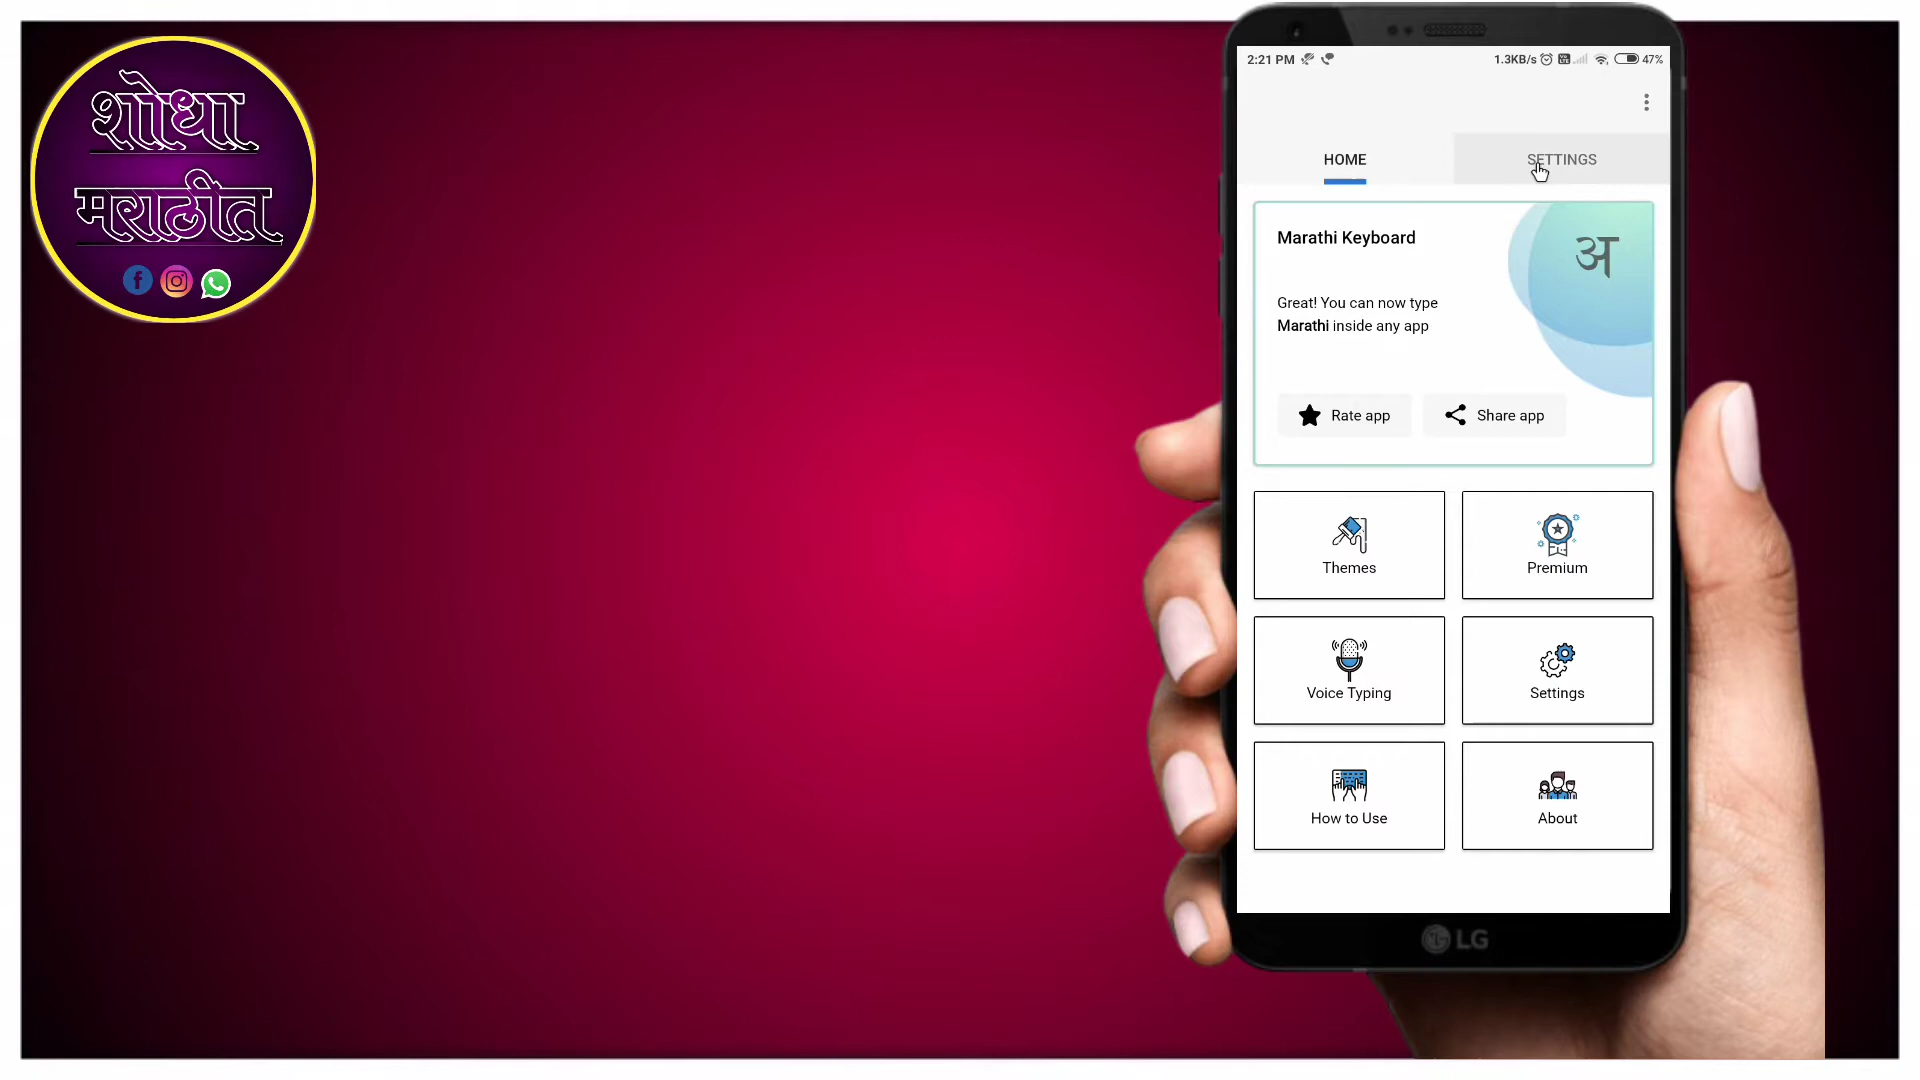 शोधा
मराठीत
2:21 PM 1.3KB/s 47%
HOME SETTINGS
Marathi Keyboard
अ
Great! You can now type
Marathi inside any app
Rate app Share app
Themes Premium
Voice Typing Settings
How to Use About
LG